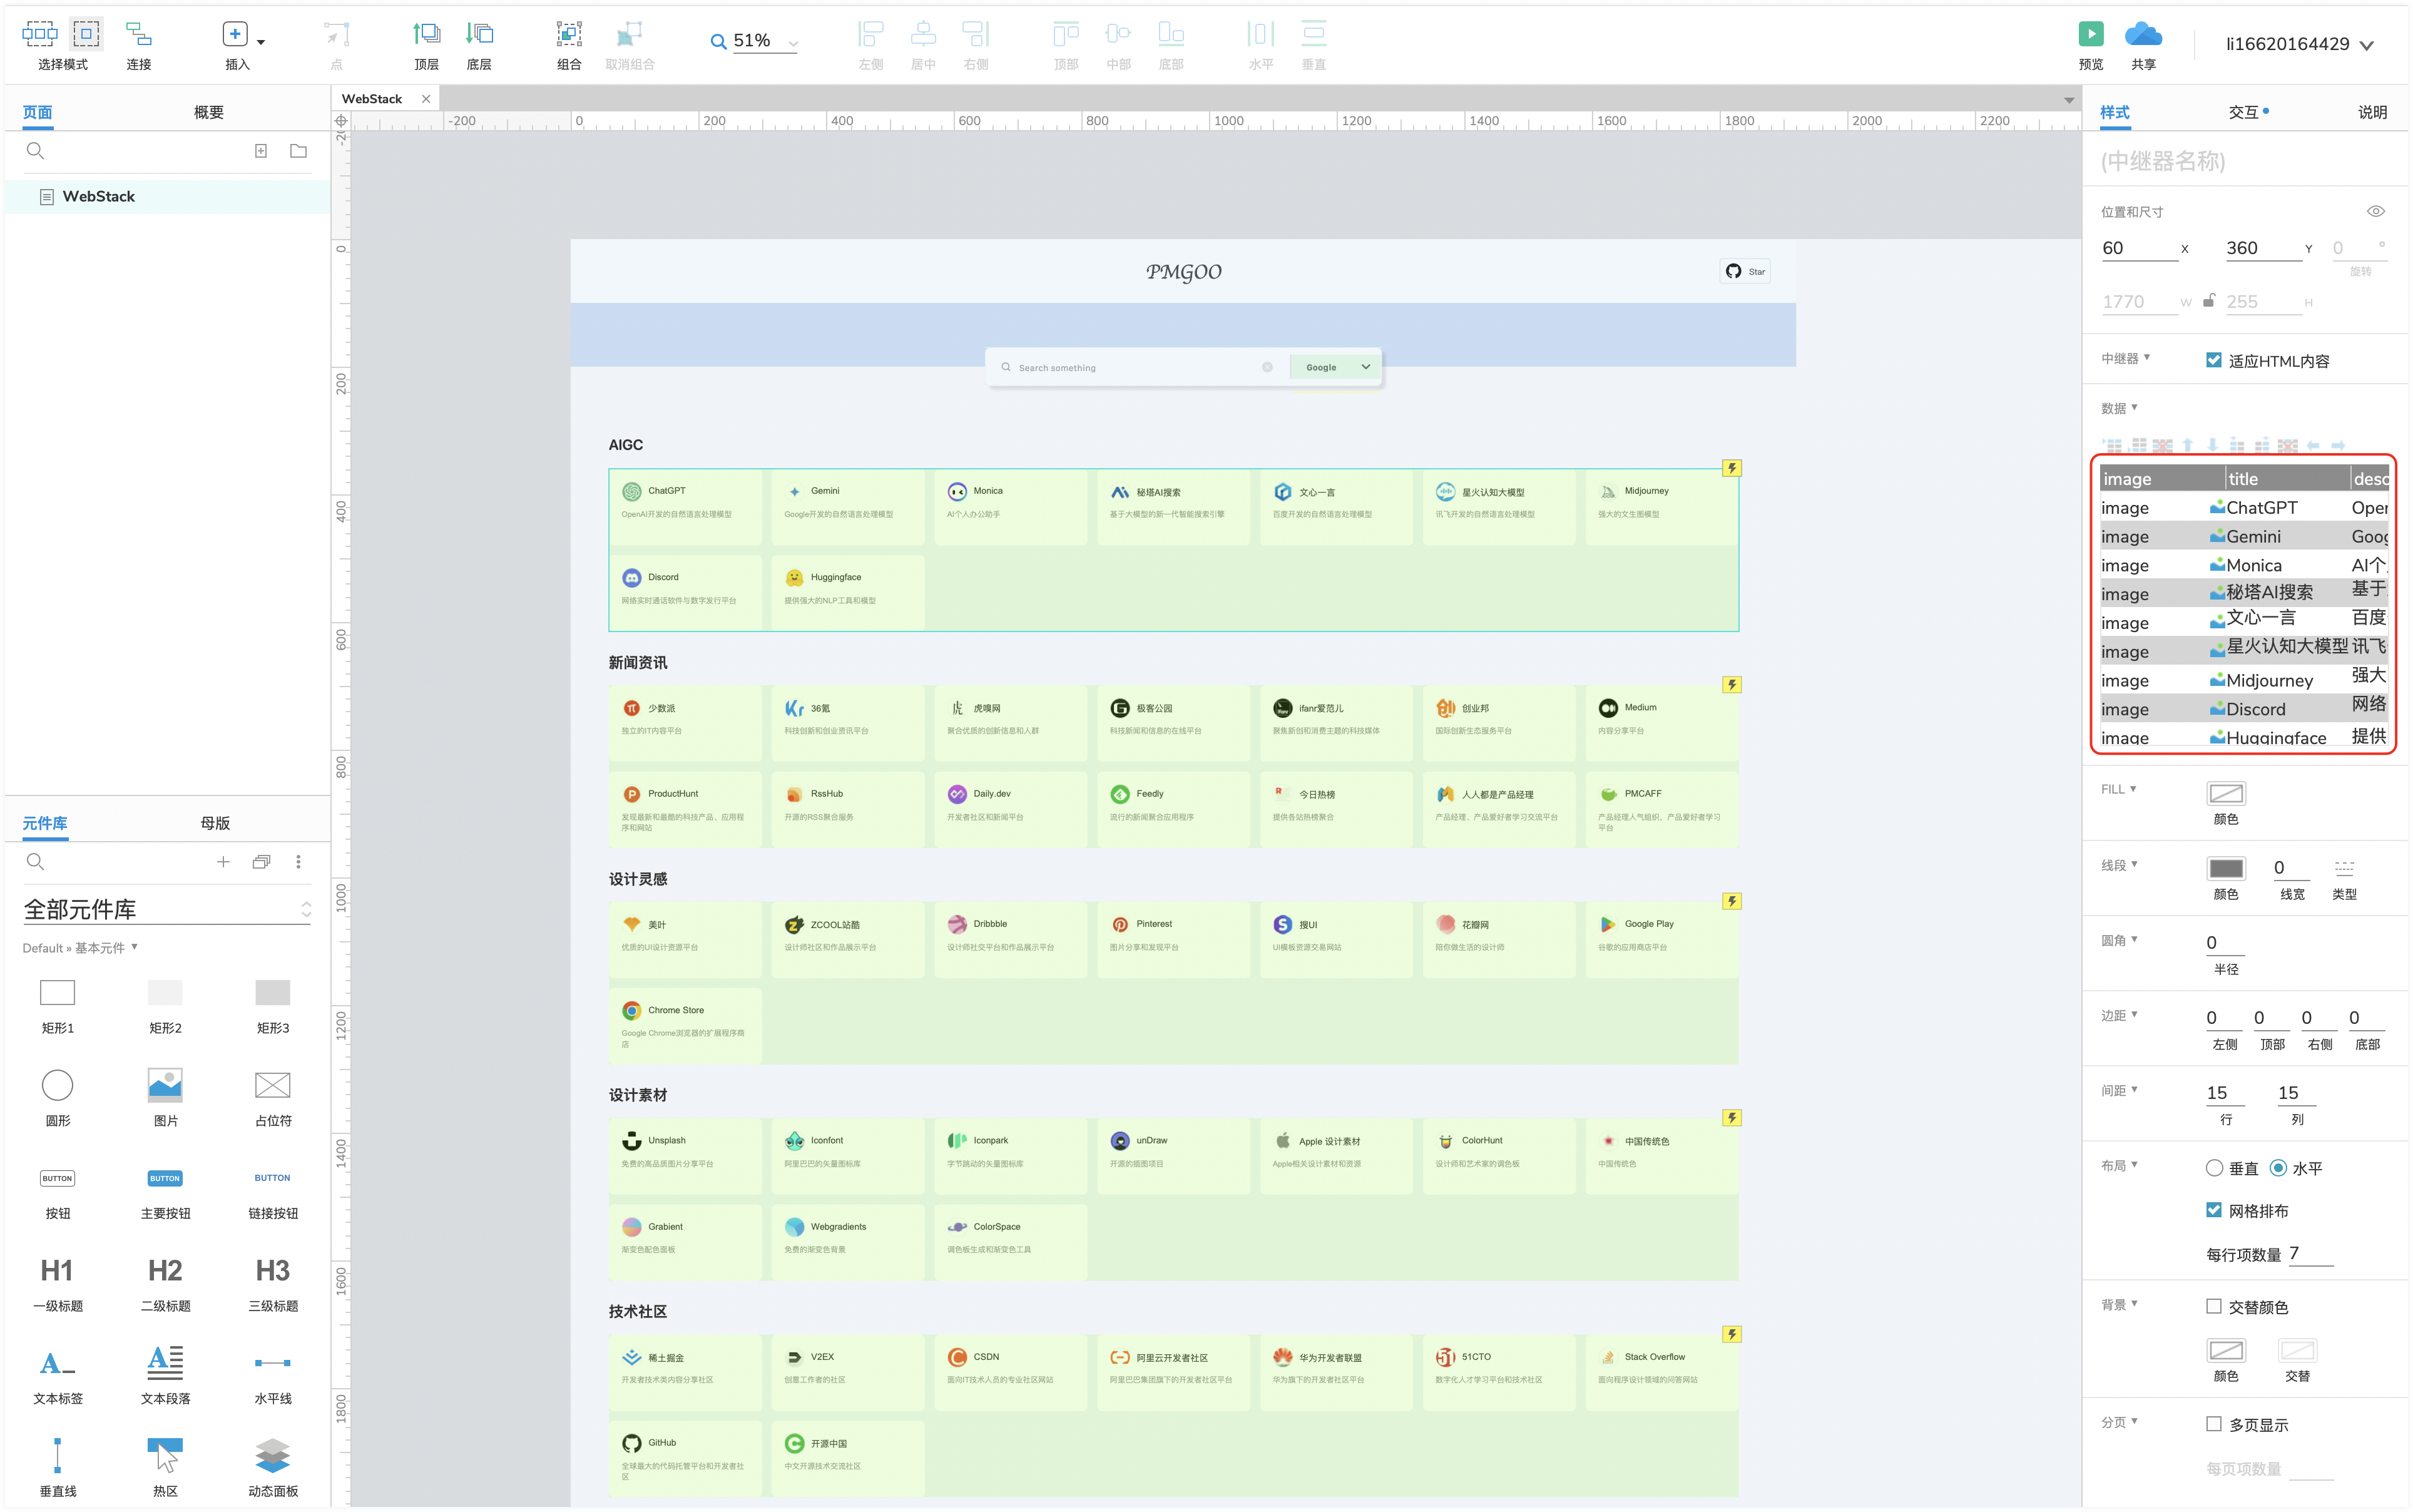 选择模式
连接
插入
点
顶层
底层
组合
取消组合
51%
左侧
居中
右侧
顶部
中部
底部
水平
垂直
预览
共享
li16620164429
页面
概要
WebStack
WebStack
-200
0
200
400
600
800
1000
1200
1400
1600
1800
2000
2200
0
200
400
600
800
1000
1200
1400
1600
1800
PMGOO
Star
Search something
Google
AIGC
ChatGPT
OpenAI开发的自然语言处理模型
Gemini
Google开发的自然语言处理模型
Monica
AI个人办公助手
秘塔AI搜索
基于大模型的新一代智能搜索引擎
文心一言
百度开发的自然语言处理模型
星火认知大模型
讯飞开发的自然语言处理模型
Midjourney
强大的文生图模型
Discord
网络实时通话软件与数字发行平台
Huggingface
提供强大的NLP工具和模型
新闻资讯
少数派
独立的IT内容平台
36氪
科技创新和创业资讯平台
虎嗅网
聚合优质的创新信息和人群
极客公园
科技新闻和信息的在线平台
ifanr爱范儿
聚焦新创和消费主题的科技媒体
创业邦
国际创新生态服务平台
Medium
内容分享平台
ProductHunt
发现最新和最酷的科技产品、应用程
序和网站
RssHub
开源的RSS聚合服务
Daily.dev
开发者社区和新闻平台
Feedly
流行的新闻聚合应用程序
今日热榜
提供各站热榜聚合
人人都是产品经理
产品经理、产品爱好者学习交流平台
PMCAFF
产品经理人气组织、产品爱好者学习
平台
设计灵感
美叶
优质的UI设计资源平台
ZCOOL站酷
设计师社区和作品展示平台
Dribbble
设计师社交平台和作品展示平台
Pinterest
图片分享和发现平台
搜UI
UI模板资源交易网站
花瓣网
陪你做生活的设计师
Google Play
谷歌的应用商店平台
Chrome Store
Google Chrome浏览器的扩展程序商
店
设计素材
Unsplash
免费的高品质图片分享平台
Iconfont
阿里巴巴的矢量图标库
Iconpark
字节跳动的矢量图标库
unDraw
开源的插图项目
Apple 设计素材
Apple相关设计素材和资源
ColorHunt
设计师和艺术家的调色板
中国传统色
中国传统色
Grabient
渐变色配色面板
Webgradients
免费的渐变色背景
ColorSpace
调色板生成和渐变色工具
技术社区
稀土掘金
开发者技术类内容分享社区
V2EX
创意工作者的社区
CSDN
面向IT技术人员的专业社区网站
阿里云开发者社区
阿里巴巴集团旗下的开发者社区平台
华为开发者联盟
华为旗下的开发者社区平台
51CTO
数字化人才学习平台和技术社区
Stack Overflow
面向程序设计领域的问答网站
GitHub
全球最大的代码托管平台和开发者社
区
开源中国
中文开源技术交流社区
元件库
母版
全部元件库
Default » 基本元件
矩形1
矩形2
矩形3
圆形
图片
占位符
BUTTON
BUTTON
BUTTON
按钮
主要按钮
链接按钮
H1
H2
H3
一级标题
二级标题
三级标题
文本标签
文本段落
水平线
垂直线
热区
动态面板
样式
交互
说明
(中继器名称)
位置和尺寸
60 X
360 Y
0 °
旋转
1770 W
255 H
中继器
适应HTML内容
数据
image title desc
image ChatGPT Oper
image Gemini Goog
image Monica AI个
image 秘塔AI搜索 基于
image 文心一言 百度
image 星火认知大模型 讯飞
image Midjourney 强大
image Discord 网络
image Huggingface 提供
FILL
颜色
线段
0
颜色
线宽
类型
圆角
0
半径
边距
0 0 0 0
左侧 顶部 右侧 底部
间距
15 15
行 列
布局
垂直 水平
网格排布
每行项数量 7
背景
交替颜色
颜色 交替
分页
多页显示
每页项数量